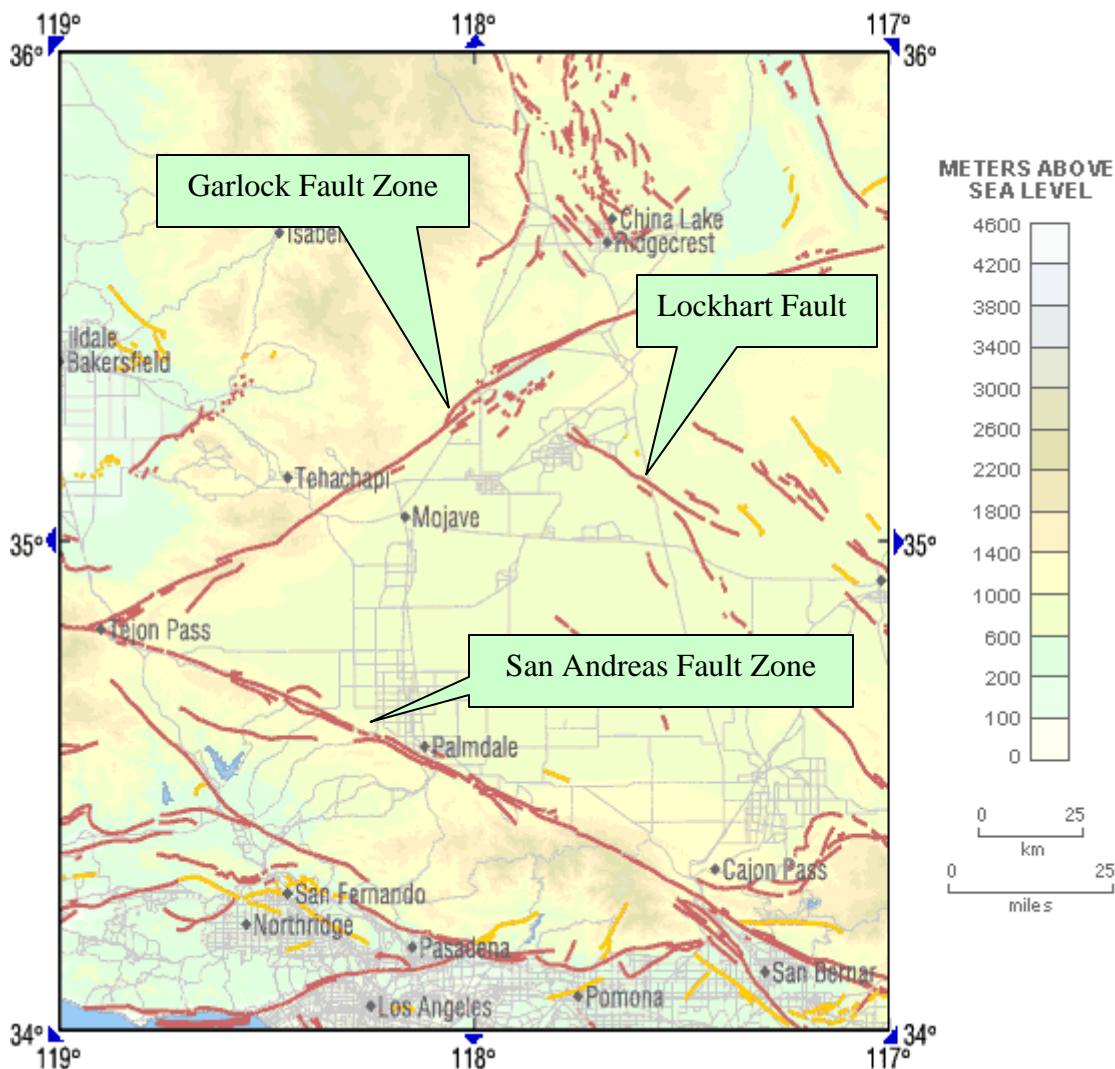 119°
118°
117°
36°
36°
METERS ABOVE
SEA LEVEL
Garlock Fault Zone
China Lake
Isabel
Ridgecrest
4600
4200
3800
3400
3000
2600
2200
1800
1400
1000
600
200
100
0
Lockhart Fault
ildale
Bakersfield
Tehachapi
Mojave
35°
35°
Tejon Pass
San Andreas Fault Zone
Palmdale
0 25
km
0 25
miles
Cajon Pass
San Fernando
Northridge
Pasadena
San Bernar
Pomona
Los Angeles
34°
34°
119°
118°
117°